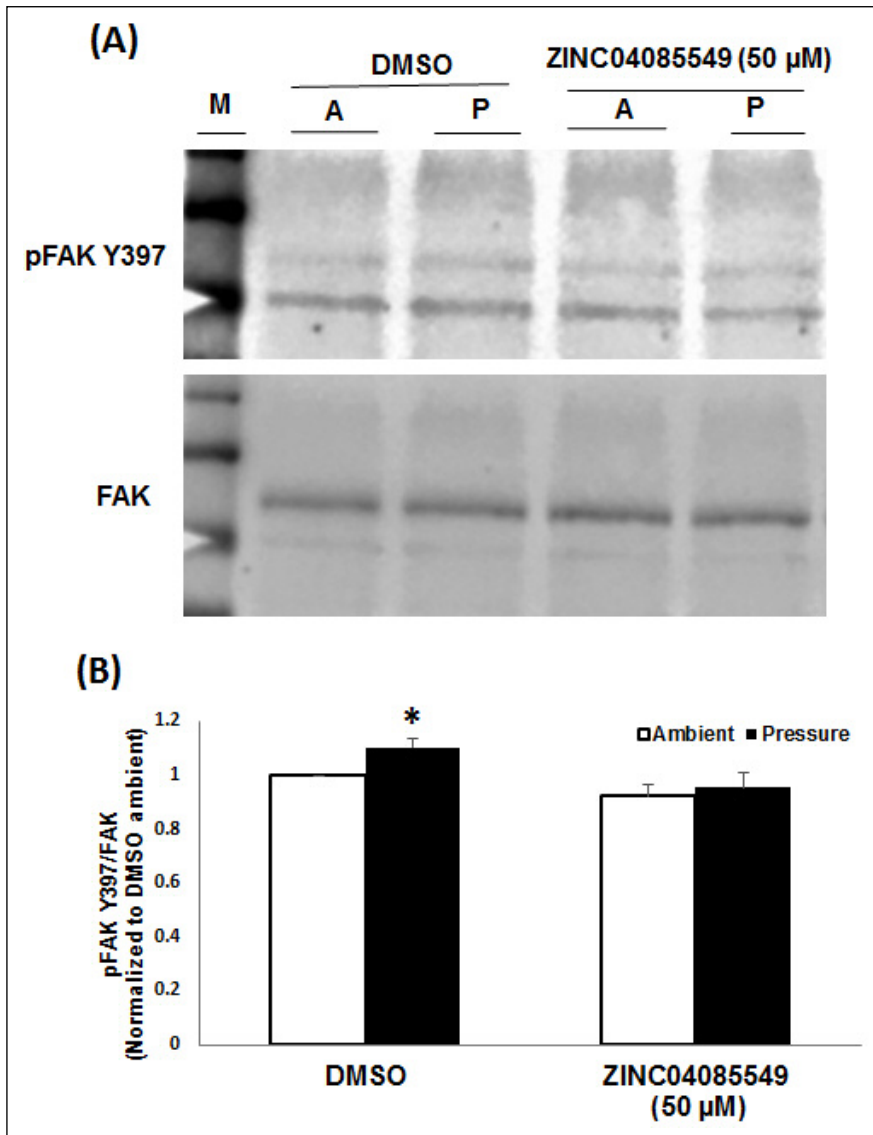 (A)
DMSO
ZINC04085549 (50 µM)
M
A
P
A
P
pFAK Y397
FAK
(B)
pFAK Y397/FAK
(Normalized to DMSO ambient)
1.2
1
0.8
0.6
0.4
0.2
0
*
Ambient Pressure
DMSO
ZINC04085549
(50 µM)